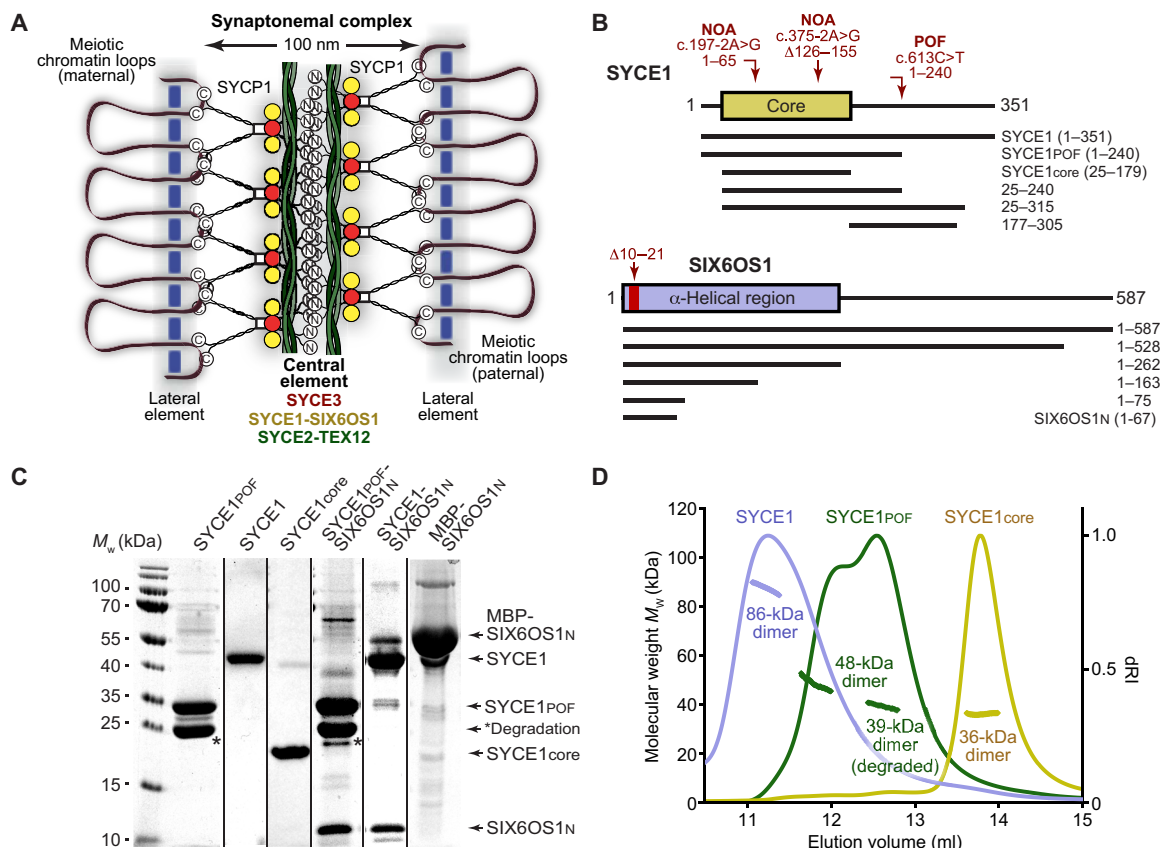 A
Synaptonemal complex
100 nm
Meiotic
chromatin loops
(maternal)
SYCP1
SYCP1
C C C C C C C C
N N N N N N N N
Meiotic
chromatin loops
(paternal)
Lateral
element
Central
element
Lateral
element
SYCE3
SYCE1-SIX6OS1
SYCE2-TEX12
B
NOA
c.197-2A>G
1–65
NOA
c.375-2A>G
Δ126–155
POF
c.613C>T
1–240
SYCE1
1 Core 351
SYCE1 (1–351)
SYCE1POF (1–240)
SYCE1core (25–179)
25–240
25–315
177–305
Δ10–21
SIX6OS1
1 α-Helical region 587
1–587
1–528
1–262
1–163
1–75
SIX6OS1N (1-67)
C
Mw (kDa)
SYCE1POF
SYCE1
SYCE1core
SYCE1POF-
SIX6OS1N
SYCE1-
SIX6OS1N
MBP-
SIX6OS1N
100
70
55
40
35
25
15
10
*
*
MBP-
SIX6OS1N
SYCE1
SYCE1POF
*Degradation
SYCE1core
SIX6OS1N
D
SYCE1 SYCE1POF SYCE1core
Molecular weight Mw (kDa)
120
100
80
60
40
20
0
86-kDa
dimer
48-kDa
dimer
39-kDa
dimer
(degraded)
36-kDa
dimer
1.0
0.5
0
dRI
11 12 13 14 15
Elution volume (ml)